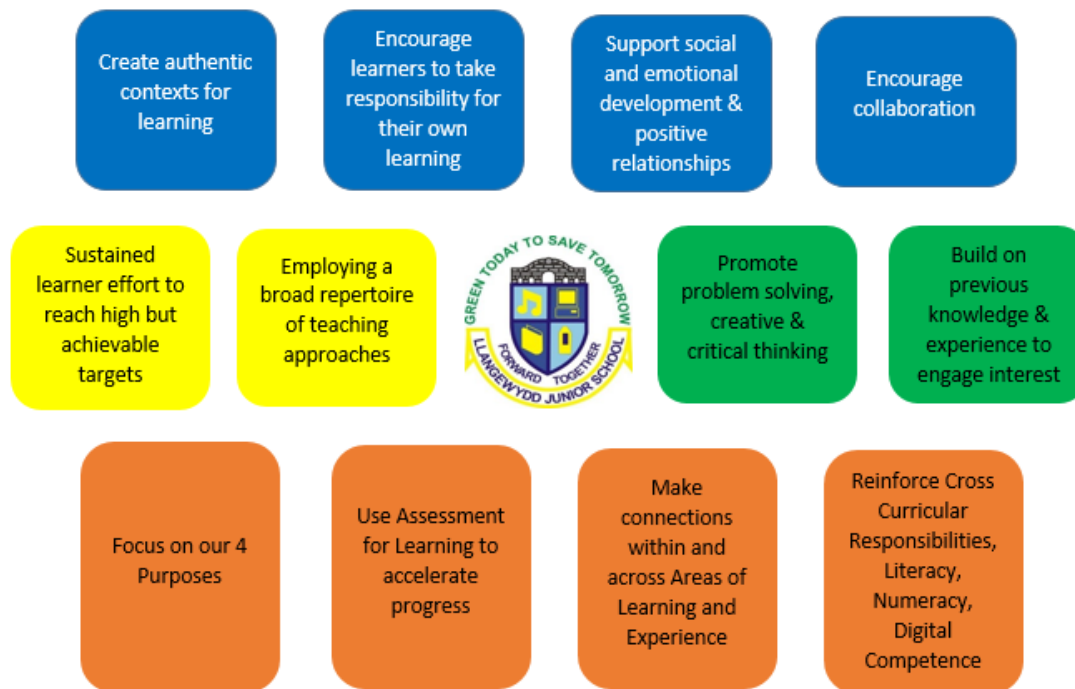 Create authentic
contexts for
learning
Encourage
learners to take
responsibility for
their own
learning
Support social
and emotional
development &
positive
relationships
Encourage
collaboration
Sustained
learner effort to
reach high but
achievable
targets
Employing a
broad repertoire
of teaching
approaches
GREEN TODAY TO SAVE TOMORROW
FORWARD TOGETHER
LLANGEWYDD JUNIOR SCHOOL
Promote
problem solving,
creative &
critical thinking
Build on
previous
knowledge &
experience to
engage interest
Focus on our 4
Purposes
Use Assessment
for Learning to
accelerate
progress
Make
connections
within and
across Areas of
Learning and
Experience
Reinforce Cross
Curricular
Responsibilities,
Literacy,
Numeracy,
Digital
Competence